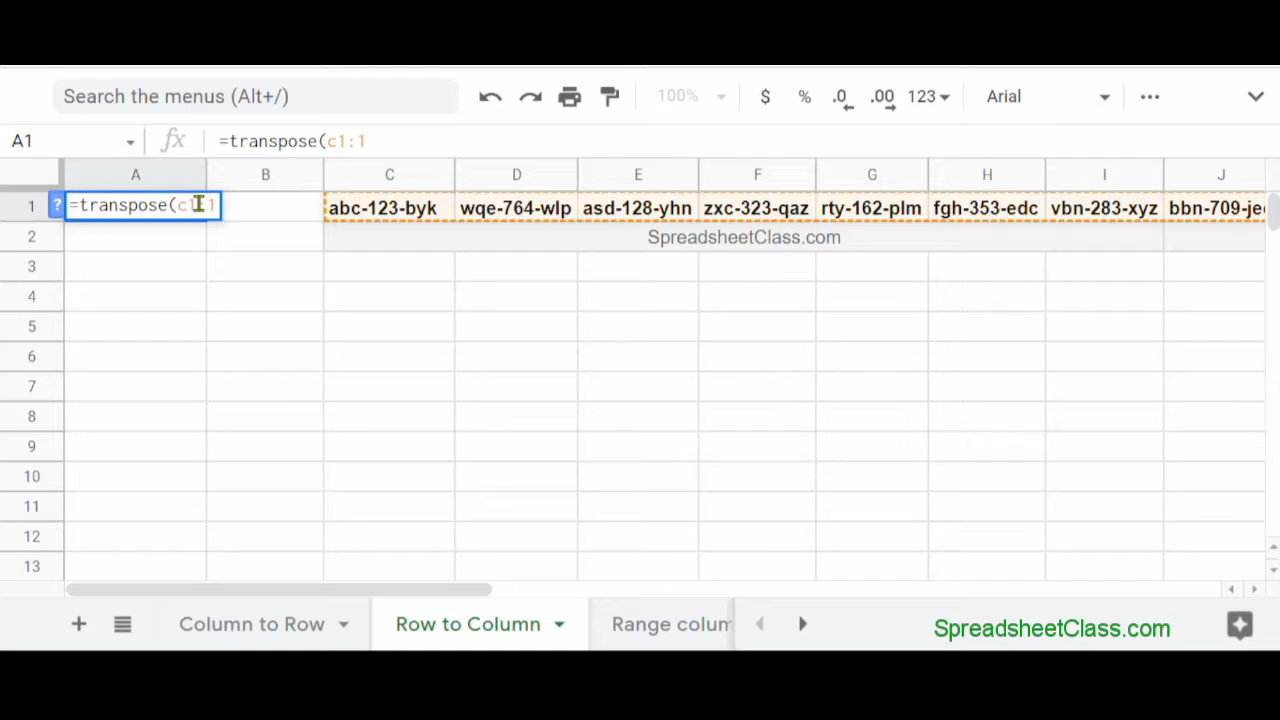 Search the menus (Alt+/) 100% $ % .0 .00 123 Arial
A1 fx =transpose(c1:1
A B C D E F G H I J
1 ? =transpose(c1:1 abc-123-byk wqe-764-wlp asd-128-yhn zxc-323-qaz rty-162-plm fgh-353-edc vbn-283-xyz
2 SpreadsheetClass.com
3
4
5
6
7
8
9
10
11
12
13
Column to Row Row to Column Range colum SpreadsheetClass.com